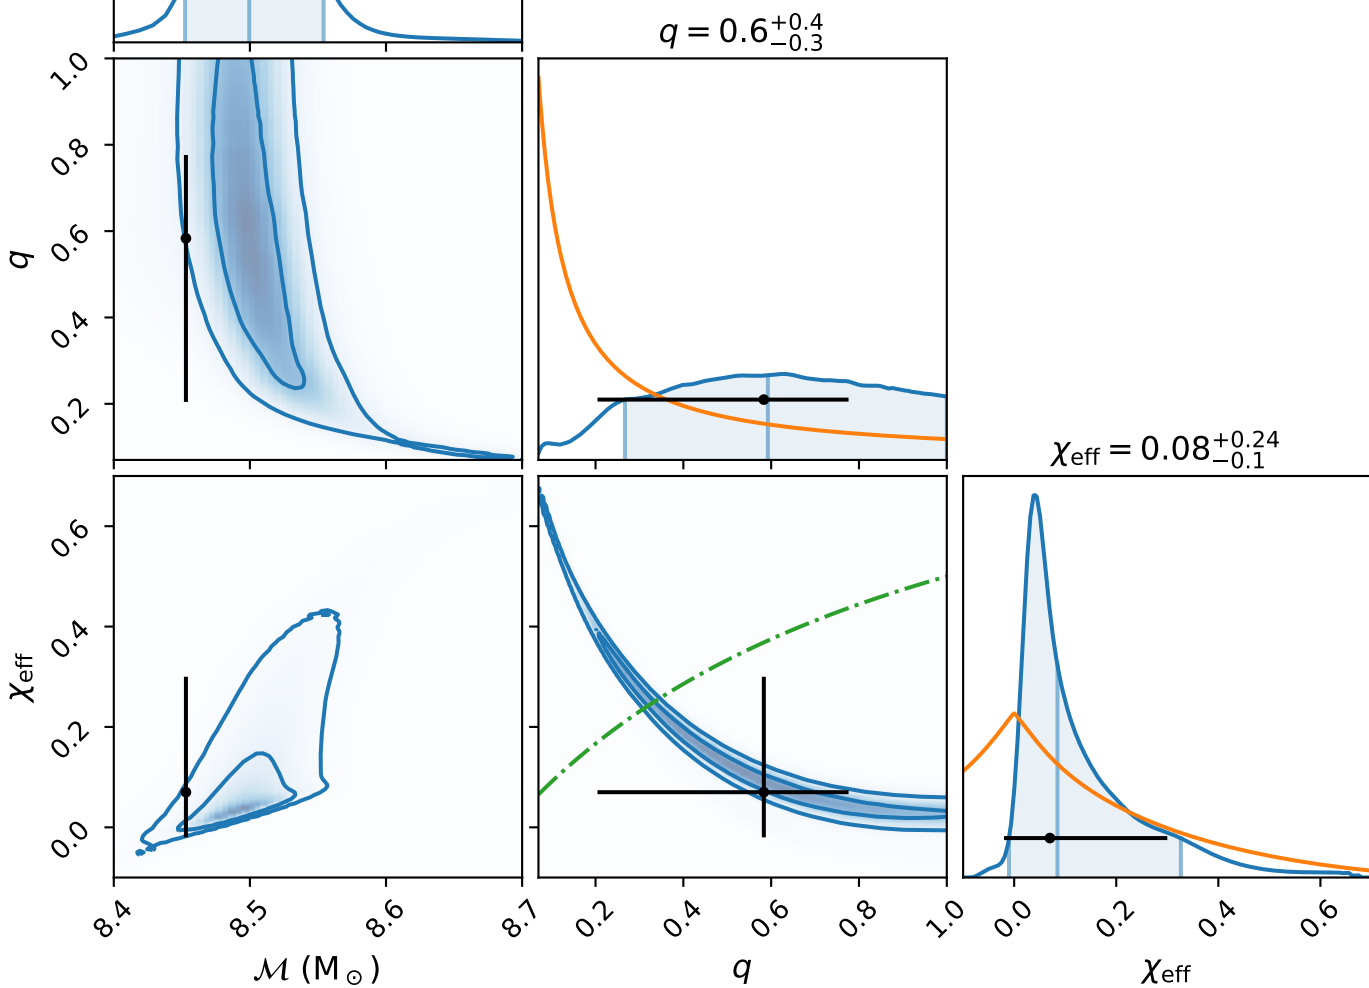 q = 0.6^{+0.4}_{−0.3}
1.0
0.8
0.6
0.4
0.2
q
χ_eff = 0.08^{+0.24}_{−0.1}
0.6
0.4
0.2
0.0
χ_eff
8.4 8.5 8.6 8.7 0.2 0.4 0.6 0.8 1.0 0.0 0.2 0.4 0.6
ℳ (M_⊙) q χ_eff